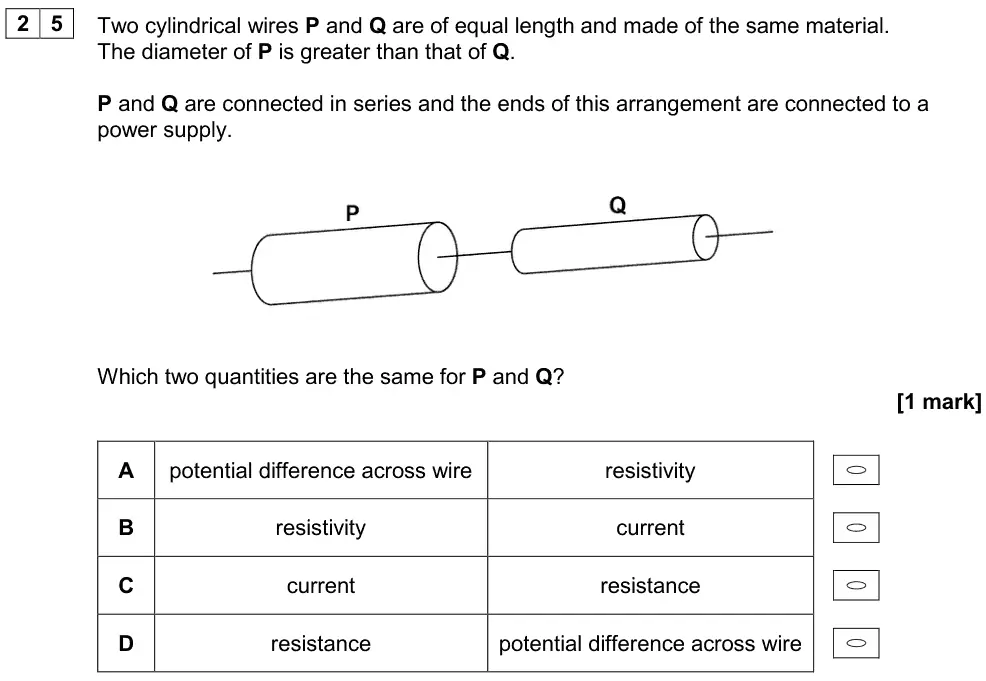 2 5 Two cylindrical wires P and Q are of equal length and made of the same material.
The diameter of P is greater than that of Q.
P and Q are connected in series and the ends of this arrangement are connected to a
power supply.
P
Q
Which two quantities are the same for P and Q?
[1 mark]
A potential difference across wire resistivity
B resistivity current
C current resistance
D resistance potential difference across wire